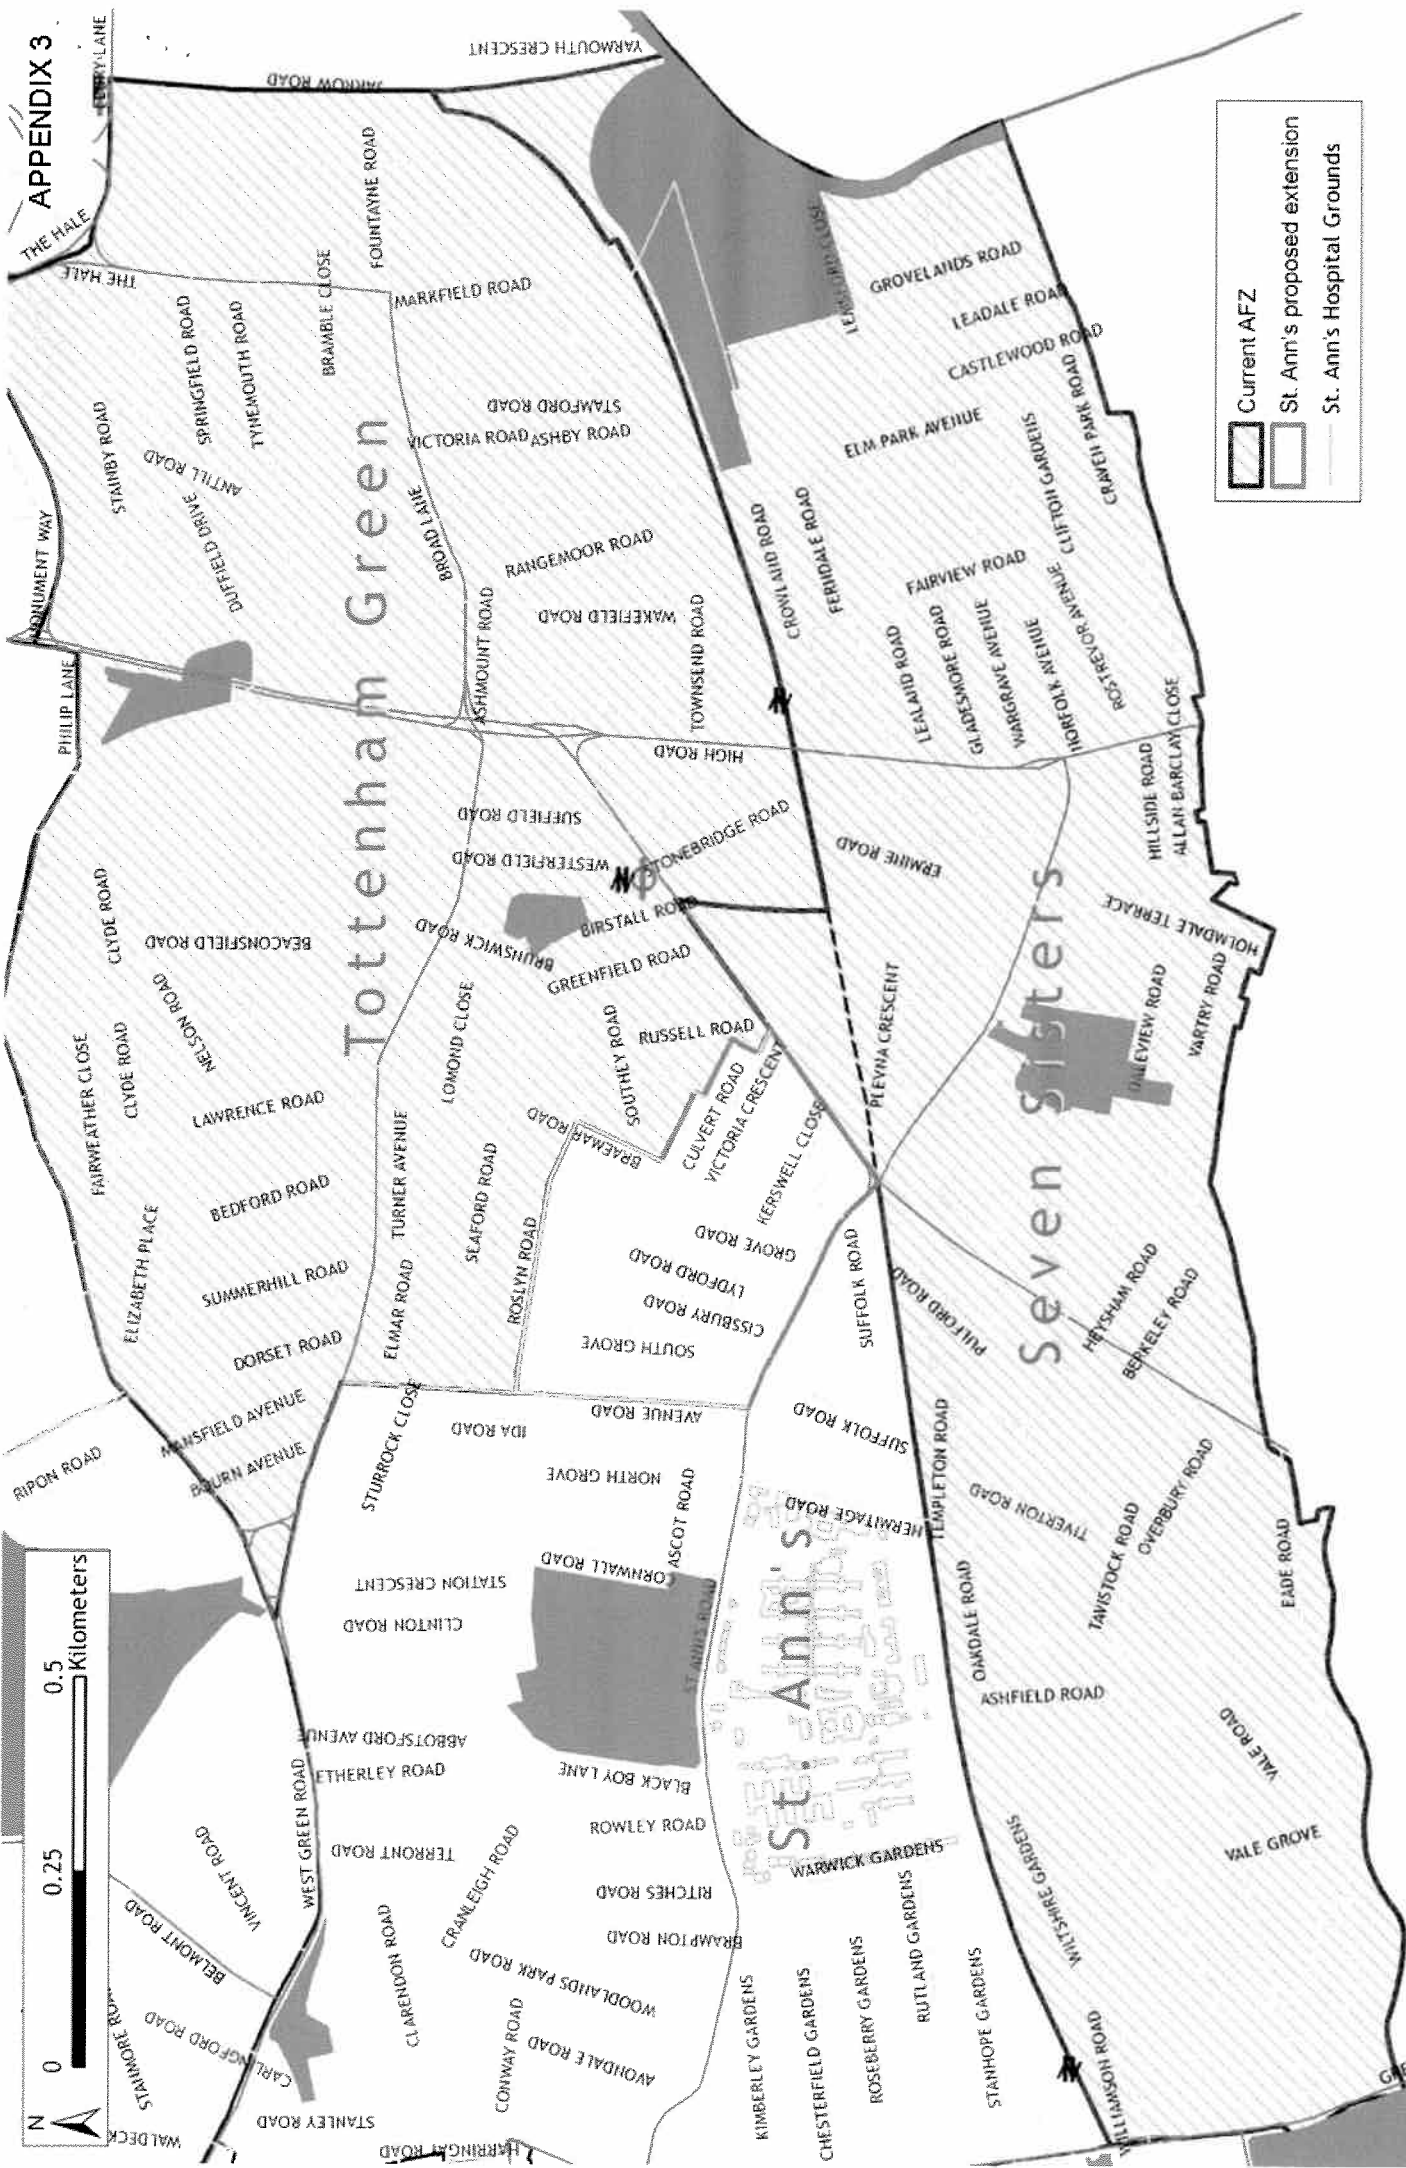 APPENDIX 3
N
0 0.25 0.5
Kilometers
RIPON ROAD
THE HALE
THE HALE
MONUMENT WAY
PHILIP LANE
JARROW ROAD
YARMOUTH CRESCENT
FOUNTAYNE ROAD
BRAMBLE CLOSE
MARKFIELD ROAD
SPRINGFIELD ROAD
TYNEMOUTH ROAD
STAINBY ROAD
ANTILL ROAD
DUFFIELD DRIVE
BROAD LANE
VICTORIA ROAD
ASHBY ROAD
STAMFORD ROAD
RANGEMOOR ROAD
WAKEFIELD ROAD
ASHMOUNT ROAD
TOWNSEND ROAD
HIGH ROAD
Tottenham Green
CLYDE ROAD
BEACONSFIELD ROAD
NELSON ROAD
CLYDE ROAD
FAIRWEATHER CLOSE
LAWRENCE ROAD
BEDFORD ROAD
ELIZABETH PLACE
SUMMERHILL ROAD
DORSET ROAD
MANSFIELD AVENUE
BOURN AVENUE
SUFFIELD ROAD
WESTERFIELD ROAD
STONEBRIDGE ROAD
BIRSTALL ROAD
BRUNSWICK ROAD
GREENFIELD ROAD
LOMOND CLOSE
RUSSELL ROAD
SOUTHEY ROAD
BRAEMAR ROAD
CULVERT ROAD
VICTORIA CRESCENT
KERSWELL CLOSE
TURNER AVENUE
SEAFORD ROAD
ELMAR ROAD
ROSLYN ROAD
GROVE ROAD
LYDFORD ROAD
CISSBURY ROAD
SOUTH GROVE
STURROCK CLOSE
IDA ROAD
AVENUE ROAD
NORTH GROVE
ASCOT ROAD
CORNWALL ROAD
ST ANN'S ROAD
STATION CRESCENT
CLINTON ROAD
ABBOTSFORD AVENUE
ETHERLEY ROAD
BLACK BOY LANE
WEST GREEN ROAD
TERRONT ROAD
ROWLEY ROAD
CRANLEIGH ROAD
RITCHES ROAD
BRAMPTON ROAD
WOODLANDS PARK ROAD
CLARENDON ROAD
CONWAY ROAD
AVONDALE ROAD
VINCENT ROAD
BELMONT ROAD
CARLINGFORD ROAD
STANMORE
STANLEY ROAD
WALDECK
HARRINGAY ROAD
St. Ann's
SUFFOLK ROAD
SUFFOLK ROAD
HERMITAGE ROAD
WARWICK GARDENS
KIMBERLEY GARDENS
CHESTERFIELD GARDENS
ROSEBERRY GARDENS
RUTLAND GARDENS
STANHOPE GARDENS
WILTSHIRE GARDENS
WILLIAMSON ROAD
CROWLAND ROAD
FERNDALE ROAD
GROVELANDS ROAD
LEADALE ROAD
CASTLEWOOD ROAD
ELM PARK AVENUE
CRAVEN PARK ROAD
CLIFTON GARDENS
FAIRVIEW ROAD
LEALAND ROAD
GLADESMORE ROAD
WARGRAVE AVENUE
NORFOLK AVENUE
ROSTREVOR AVENUE
HILLSIDE ROAD
ALLAN BARCLAY CLOSE
ERMINE ROAD
HOLMDALE TERRACE
PLEVNA CRESCENT
Seven Sisters
DALEVIEW ROAD
VARTRY ROAD
PULFORD ROAD
HEYSHAM ROAD
BERKELEY ROAD
TEMPLETON ROAD
TIVERTON ROAD
OVERBURY ROAD
TAVISTOCK ROAD
OAKDALE ROAD
ASHFIELD ROAD
EADE ROAD
VALE ROAD
VALE GROVE
Current AFZ
St. Ann's proposed extension
St. Ann's Hospital Grounds